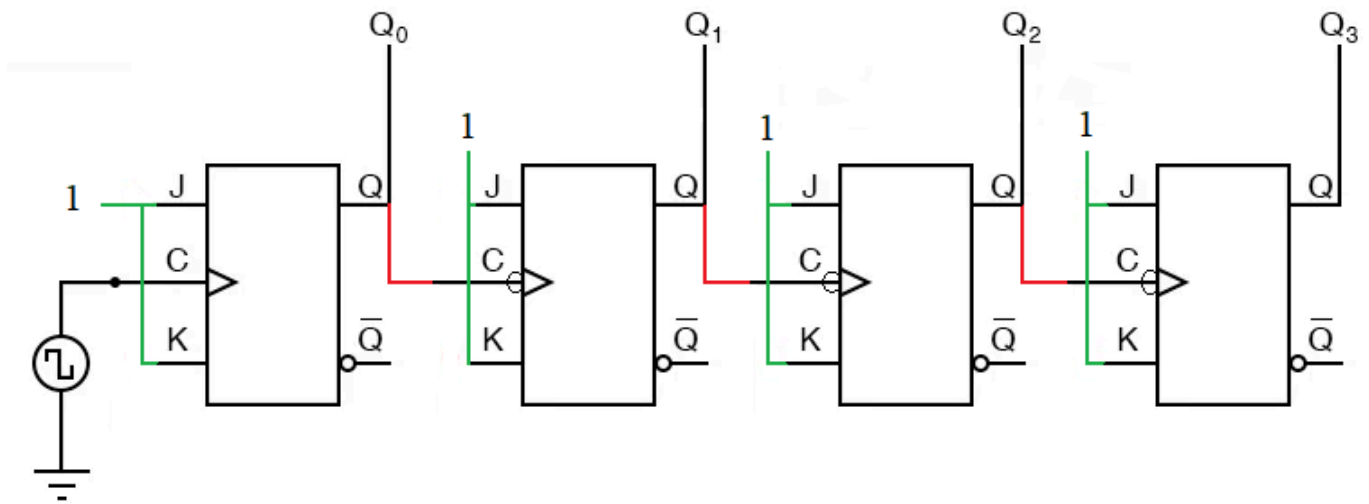 Q₀ Q₁ Q₂ Q₃
1 1 1
1 J Q J Q J Q J Q
C C C C
K Q̅ K Q̅ K Q̅ K Q̅